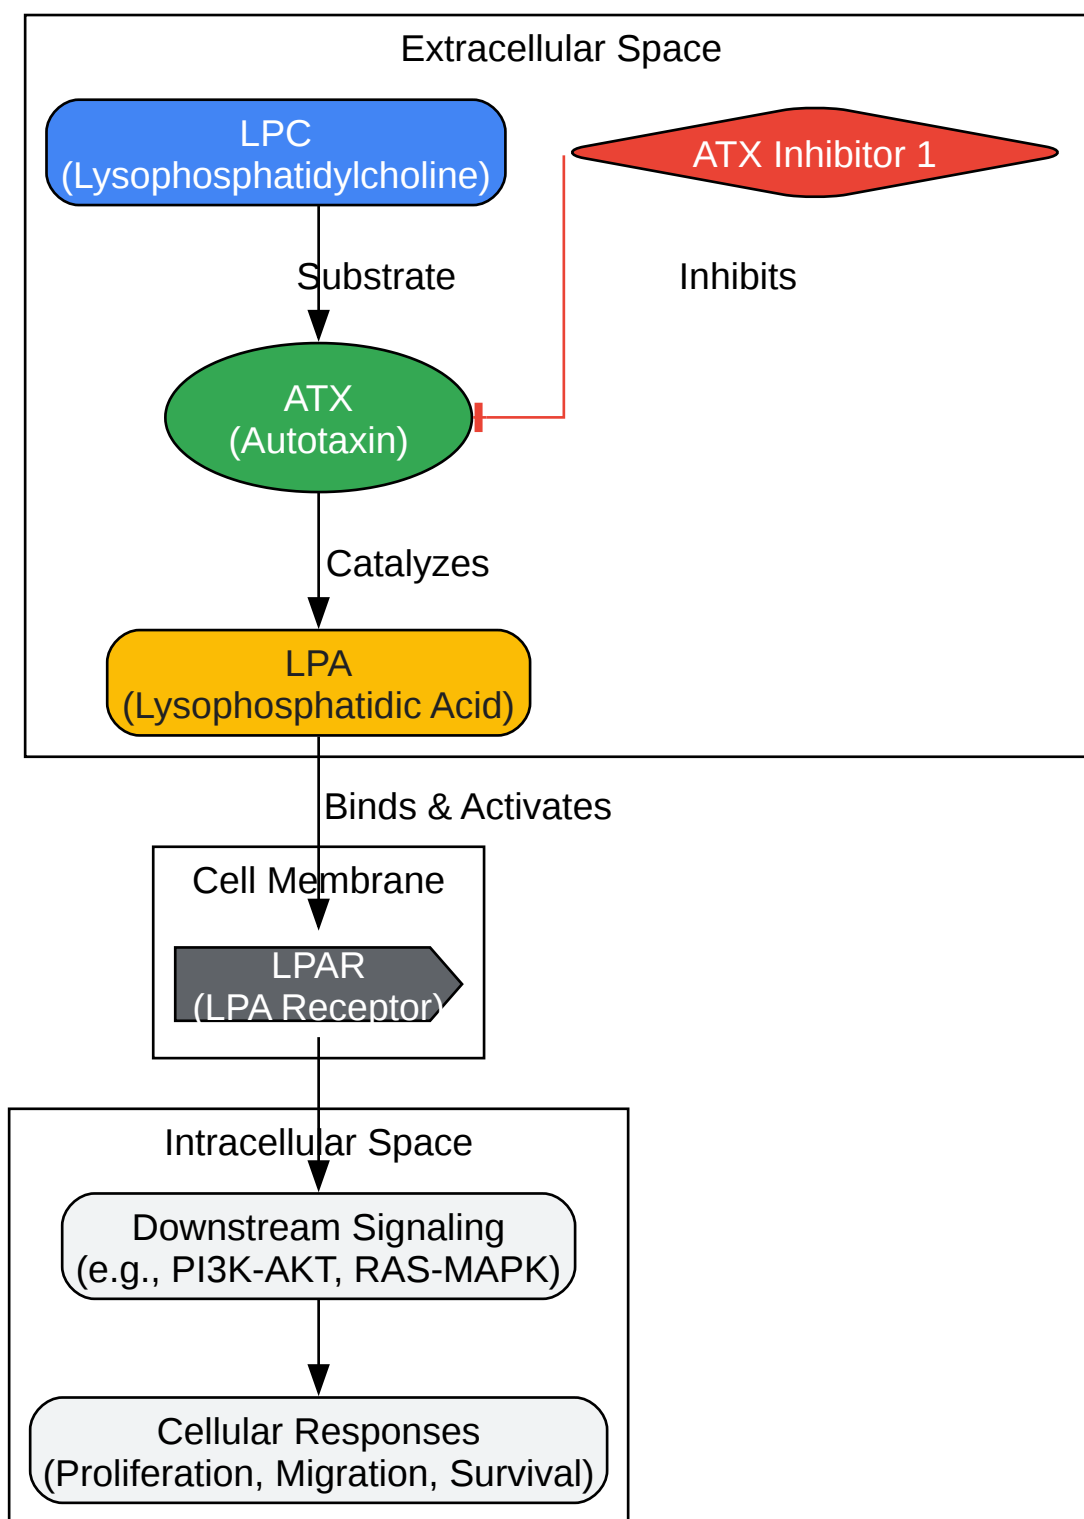 Extracellular Space
LPC
(Lysophosphatidylcholine)
ATX Inhibitor 1
Substrate
Inhibits
ATX
(Autotaxin)
Catalyzes
LPA
(Lysophosphatidic Acid)
Binds & Activates
Cell Membrane
LPAR
(LPA Receptor)
Intracellular Space
Downstream Signaling
(e.g., PI3K-AKT, RAS-MAPK)
Cellular Responses
(Proliferation, Migration, Survival)